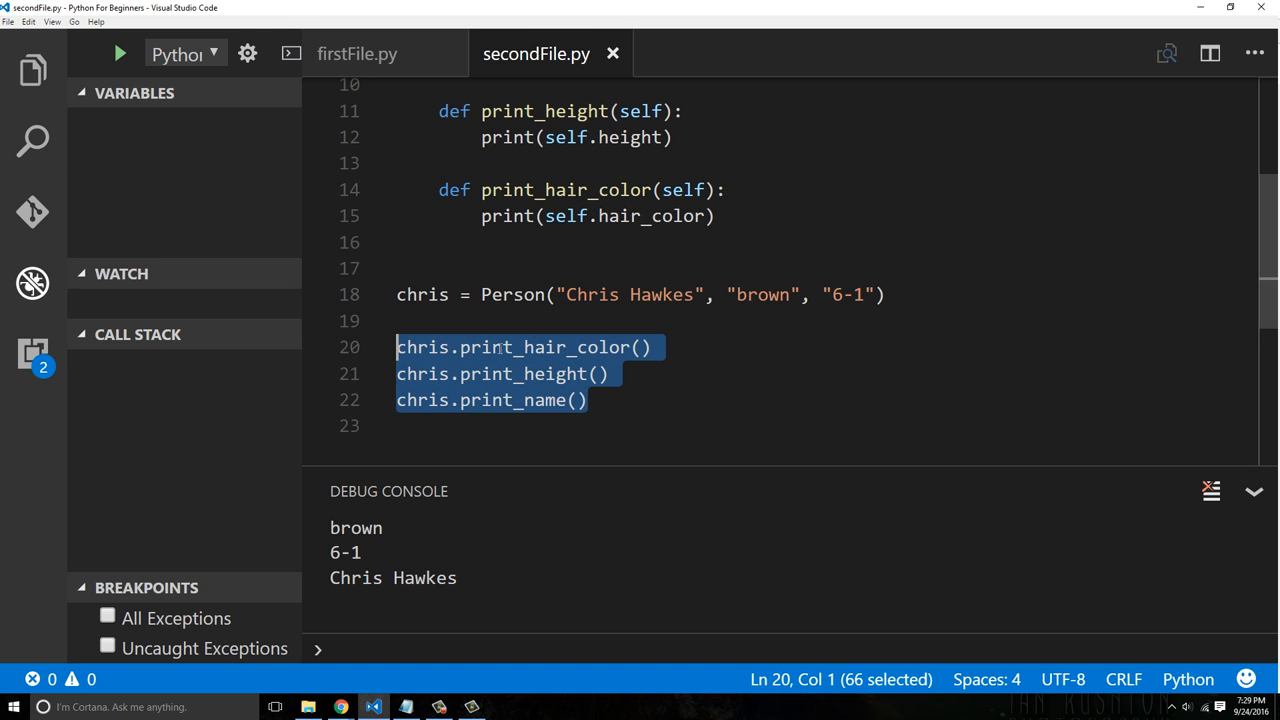 secondFile.py - Python For Beginners - Visual Studio Code
File Edit View Go Help
Python
firstFile.py
secondFile.py
VARIABLES
WATCH
CALL STACK
2
BREAKPOINTS
All Exceptions
Uncaught Exceptions
10
11 def print_height(self):
12 print(self.height)
13
14 def print_hair_color(self):
15 print(self.hair_color)
16
17
18 chris = Person("Chris Hawkes", "brown", "6-1")
19
20 chris.print_hair_color()
21 chris.print_height()
22 chris.print_name()
23
DEBUG CONSOLE
brown
6-1
Chris Hawkes
0 0
Ln 20, Col 1 (66 selected) Spaces: 4 UTF-8 CRLF Python
I'm Cortana. Ask me anything.
7:29 PM
9/24/2016